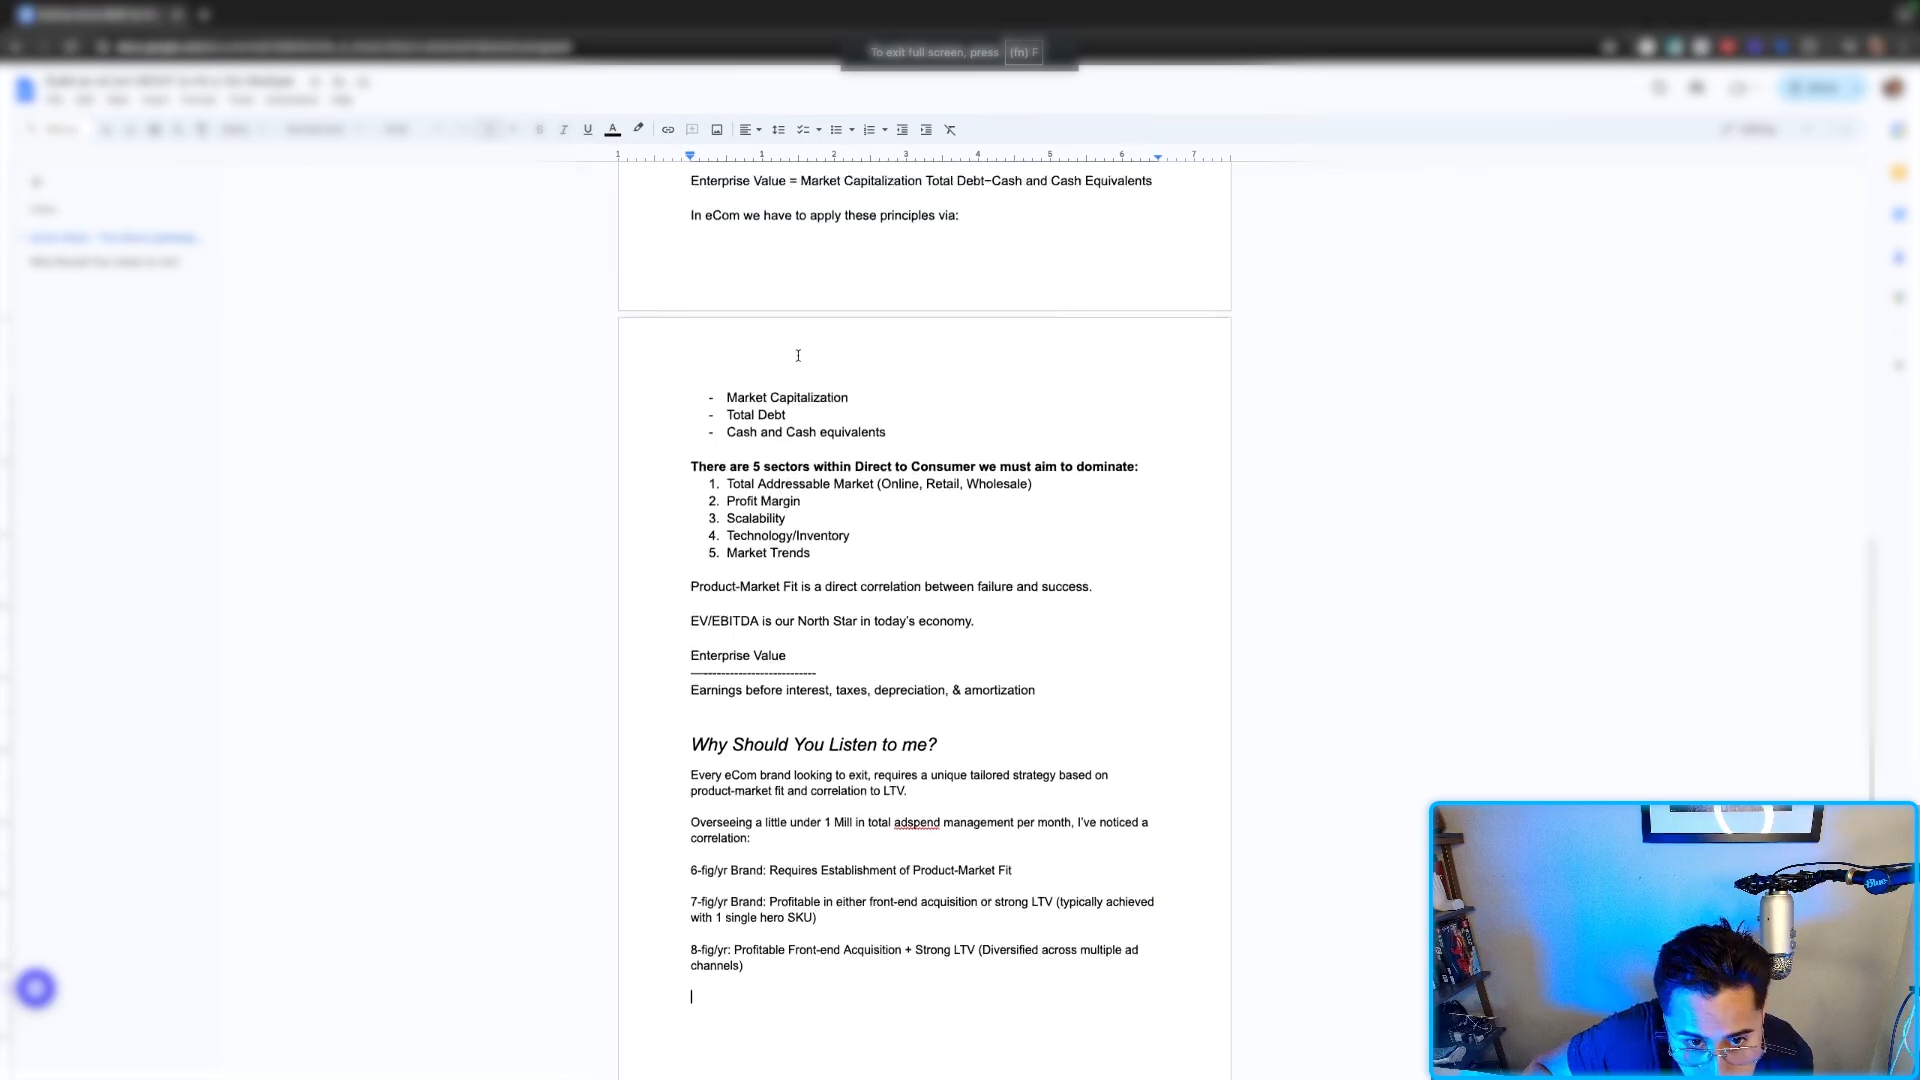 To exit full screen, press (fn) F
1 1 2 3 4 5 6 7
Enterprise Value = Market Capitalization Total Debt−Cash and Cash Equivalents
In eCom we have to apply these principles via:
- Market Capitalization
- Total Debt
- Cash and Cash equivalents
There are 5 sectors within Direct to Consumer we must aim to dominate:
1. Total Addressable Market (Online, Retail, Wholesale)
2. Profit Margin
3. Scalability
4. Technology/Inventory
5. Market Trends
Product-Market Fit is a direct correlation between failure and success.
EV/EBITDA is our North Star in today's economy.
Enterprise Value
—--------------------------
Earnings before interest, taxes, depreciation, & amortization
Why Should You Listen to me?
Every eCom brand looking to exit, requires a unique tailored strategy based on
product-market fit and correlation to LTV.
Overseeing a little under 1 Mill in total adspend management per month, I've noticed a
correlation:
6-fig/yr Brand: Requires Establishment of Product-Market Fit
7-fig/yr Brand: Profitable in either front-end acquisition or strong LTV (typically achieved
with 1 single hero SKU)
8-fig/yr: Profitable Front-end Acquisition + Strong LTV (Diversified across multiple ad
channels)
Blue